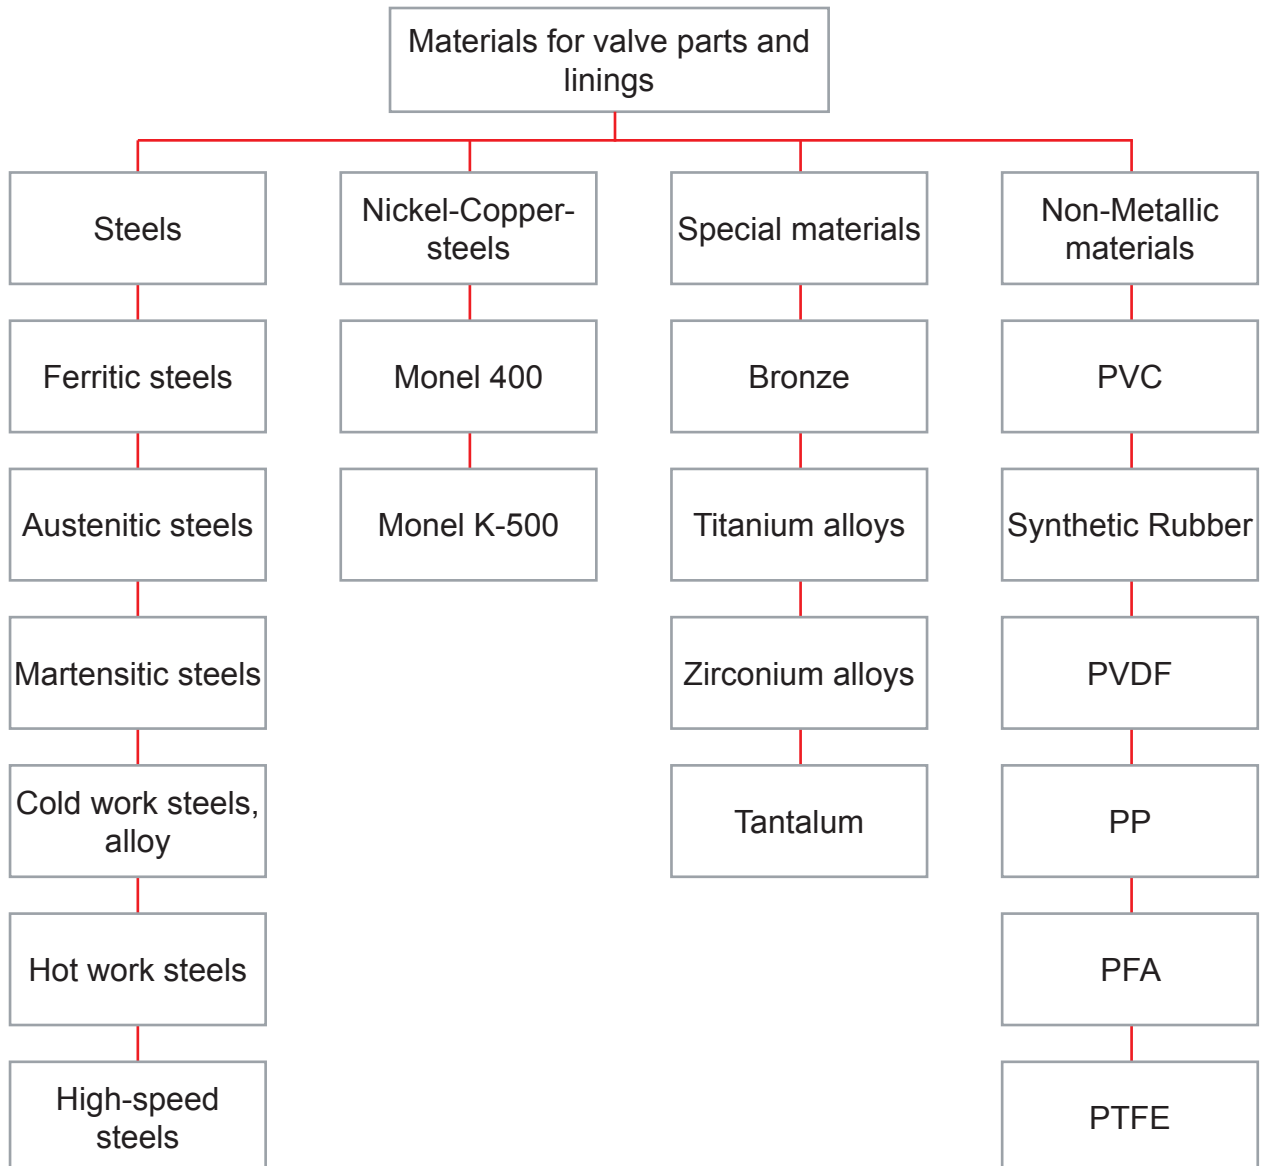 Materials for valve parts and
linings
Steels
Ferritic steels
Austenitic steels
Martensitic steels
Cold work steels,
alloy
Hot work steels
High-speed
steels
Nickel-Copper-
steels
Monel 400
Monel K-500
Special materials
Bronze
Titanium alloys
Zirconium alloys
Tantalum
Non-Metallic
materials
PVC
Synthetic Rubber
PVDF
PP
PFA
PTFE